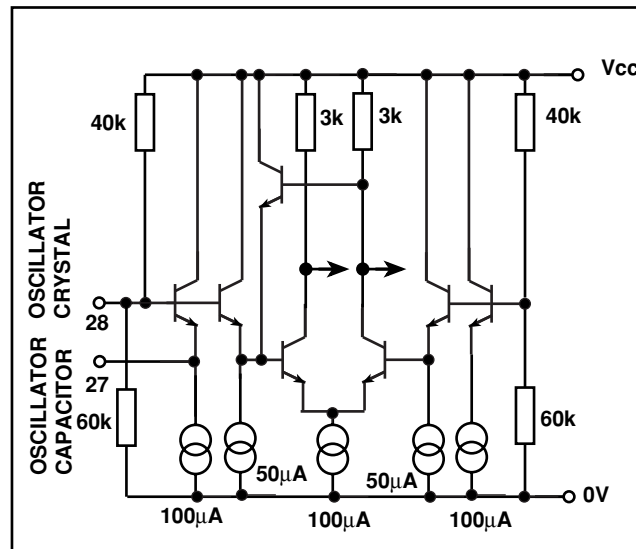 Vcc
40k
3k
3k
40k
OSCILLATOR
CRYSTAL
28
OSCILLATOR
CAPACITOR
27
60k
60k
50μA
50μA
0V
100μA
100μA
100μA